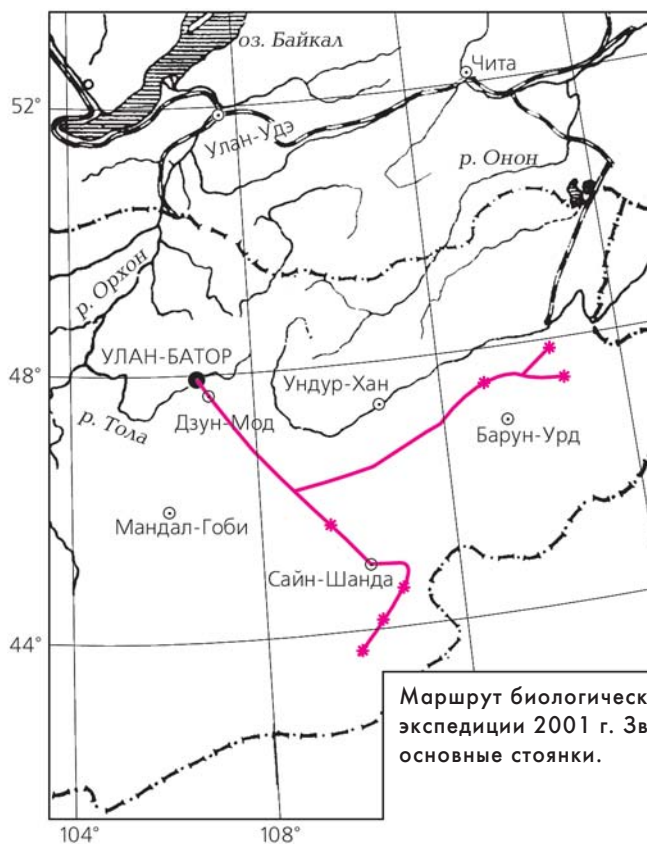 оз. Байкал
Чита
52°
Улан-Удэ
р. Онон
р. Орхон
УЛАН-БАТОР
48°
Ундур-Хан
р. Тола
Дзун-Мод
Барун-Урд
Мандал-Гоби
Сайн-Шанда
44°
Маршрут биологическ
экспедиции 2001 г. Зв
основные стоянки.
104°
108°